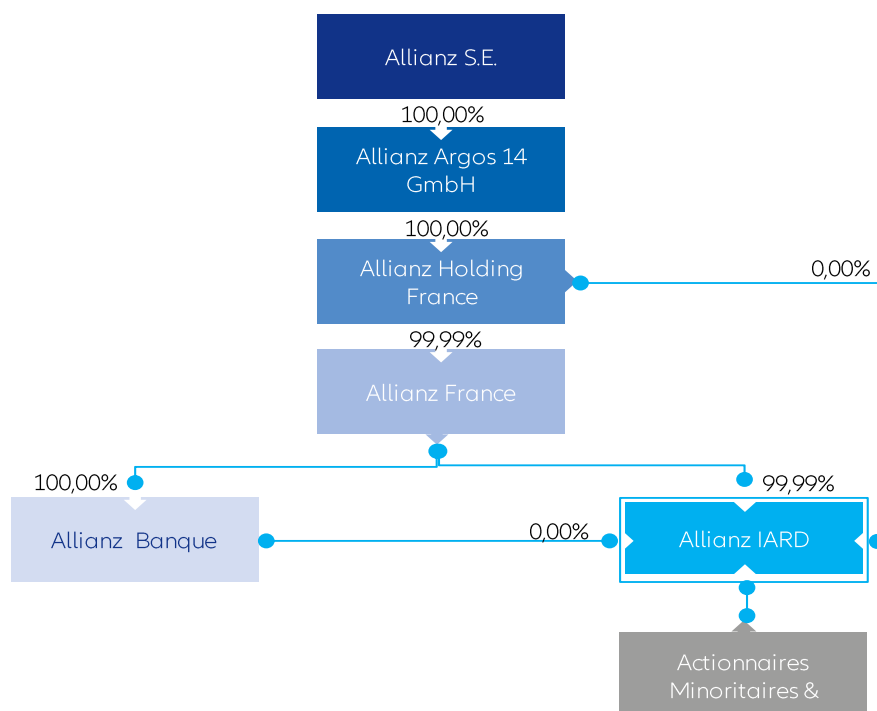 Allianz S.E.
100,00%
Allianz Argos 14
GmbH
100,00%
Allianz Holding
France
0,00%
99,99%
Allianz France
100,00%
99,99%
Allianz Banque
0,00%
Allianz IARD
Actionnaires
Minoritaires &